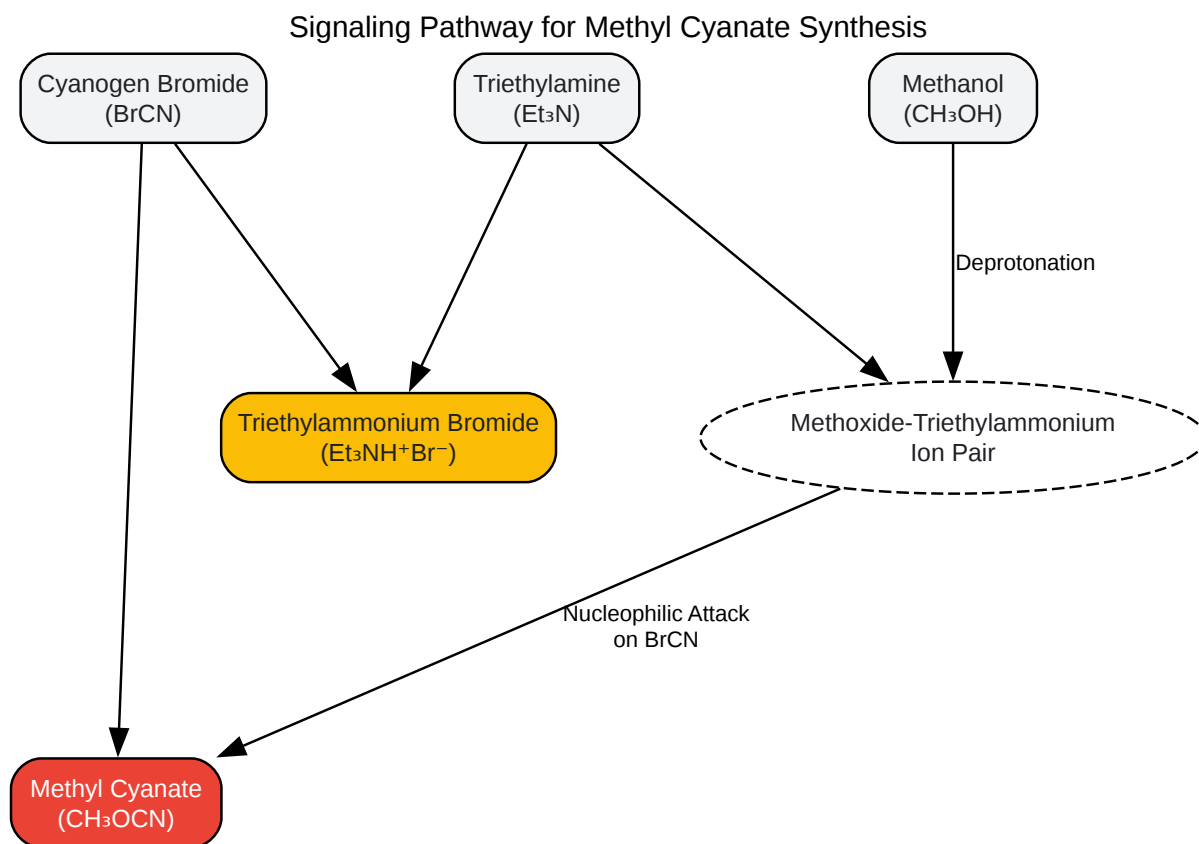 Signaling Pathway for Methyl Cyanate Synthesis
Cyanogen Bromide
(BrCN)
Triethylamine
(Et₃N)
Methanol
(CH₃OH)
Deprotonation
Triethylammonium Bromide
(Et₃NH⁺Br⁻)
Methoxide-Triethylammonium
Ion Pair
Nucleophilic Attack
on BrCN
Methyl Cyanate
(CH₃OCN)